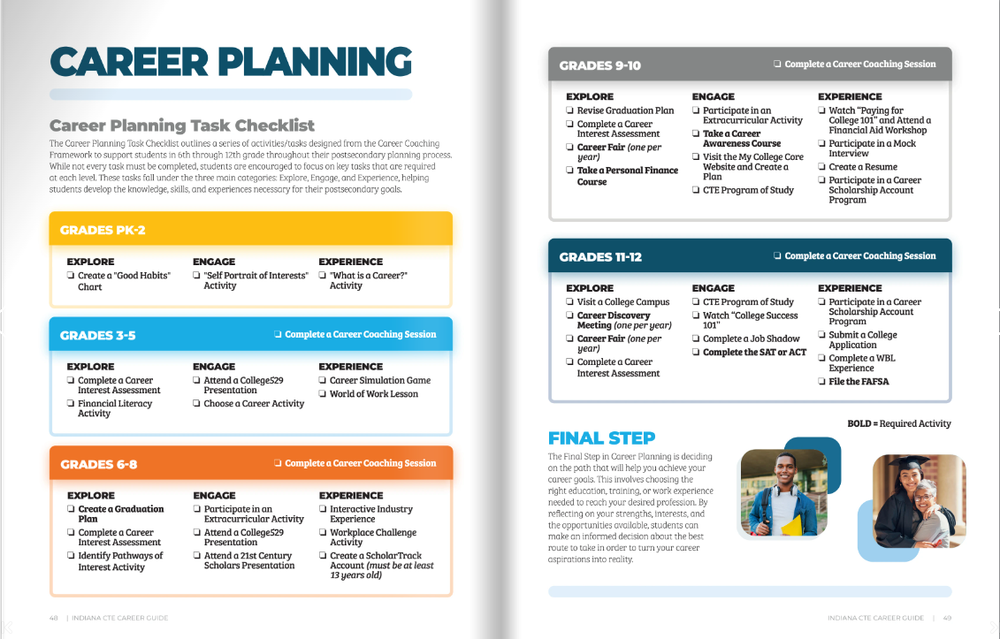 CAREER PLANNING
Career Planning Task Checklist
The Career Planning Task Checklist outlines a series of activities/tasks designed from the Career Coaching
Framework to support students in 6th through 12th grade throughout their postsecondary planning process.
While not every task must be completed, students are encouraged to focus on key tasks that are required
at each level. These tasks fall under the three main categories: Explore, Engage, and Experience, helping
students develop the knowledge, skills, and experiences necessary for their postsecondary goals.
GRADES PK-2
EXPLORE
❏ Create a "Good Habits"
Chart
ENGAGE
❏ "Self Portrait of Interests"
Activity
EXPERIENCE
❏ "What is a Career?"
Activity
GRADES 3-5
❏ Complete a Career Coaching Session
EXPLORE
❏ Complete a Career
Interest Assessment
❏ Financial Literacy
Activity
ENGAGE
❏ Attend a College529
Presentation
❏ Choose a Career Activity
EXPERIENCE
❏ Career Simulation Game
❏ World of Work Lesson
GRADES 6-8
❏ Complete a Career Coaching Session
EXPLORE
❏ Create a Graduation
Plan
❏ Complete a Career
Interest Assessment
❏ Identify Pathways of
Interest Activity
ENGAGE
❏ Participate in an
Extracurricular Activity
❏ Attend a College529
Presentation
❏ Attend a 21st Century
Scholars Presentation
EXPERIENCE
❏ Interactive Industry
Experience
❏ Workplace Challenge
Activity
❏ Create a ScholarTrack
Account (must be at least
13 years old)
48 | INDIANA CTE CAREER GUIDE
GRADES 9-10
❏ Complete a Career Coaching Session
EXPLORE
❏ Revise Graduation Plan
❏ Complete a Career
Interest Assessment
❏ Career Fair (one per
year)
❏ Take a Personal Finance
Course
ENGAGE
❏ Participate in an
Extracurricular Activity
❏ Take a Career
Awareness Course
❏ Visit the My College Core
Website and Create a
Plan
❏ CTE Program of Study
EXPERIENCE
❏ Watch “Paying for
College 101” and Attend a
Financial Aid Workshop
❏ Participate in a Mock
Interview
❏ Create a Resume
❏ Participate in a Career
Scholarship Account
Program
GRADES 11-12
❏ Complete a Career Coaching Session
EXPLORE
❏ Visit a College Campus
❏ Career Discovery
Meeting (one per year)
❏ Career Fair (one per
year)
❏ Complete a Career
Interest Assessment
ENGAGE
❏ CTE Program of Study
❏ Watch “College Success
101”
❏ Complete a Job Shadow
❏ Complete the SAT or ACT
EXPERIENCE
❏ Participate in a Career
Scholarship Account
Program
❏ Submit a College
Application
❏ Complete a WBL
Experience
❏ File the FAFSA
BOLD = Required Activity
FINAL STEP
The Final Step in Career Planning is deciding
on the path that will help you achieve your
career goals. This involves choosing the
right education, training, or work experience
needed to reach your desired profession. By
reflecting on your strengths, interests, and
the opportunities available, students can
make an informed decision about the best
route to take in order to turn your career
aspirations into reality.
INDIANA CTE CAREER GUIDE | 49